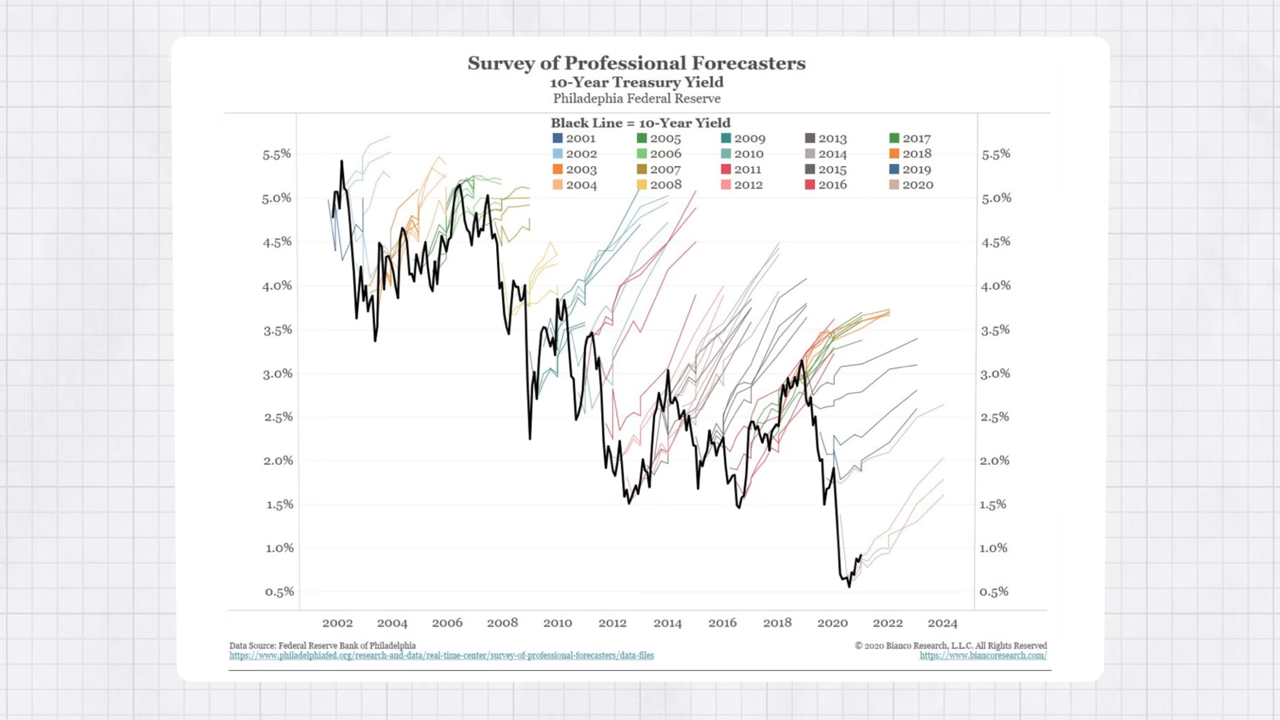 Survey of Professional Forecasters
10-Year Treasury Yield
Philadephia Federal Reserve
Black Line = 10-Year Yield
2001 2005 2009 2013 2017
2002 2006 2010 2014 2018
2003 2007 2011 2015 2019
2004 2008 2012 2016 2020
5.5% 5.5%
5.0% 5.0%
4.5% 4.5%
4.0% 4.0%
3.5% 3.5%
3.0% 3.0%
2.5% 2.5%
2.0% 2.0%
1.5% 1.5%
1.0% 1.0%
0.5% 0.5%
2002 2004 2006 2008 2010 2012 2014 2016 2018 2020 2022 2024
Data Source: Federal Reserve Bank of Philadelphia © 2020 Bianco Research, L.L.C. All Rights Reserved
https://www.philadelphiafed.org/research-and-data/real-time-center/survey-of-professional-forecasters/data-files https://www.biancoresearch.com/